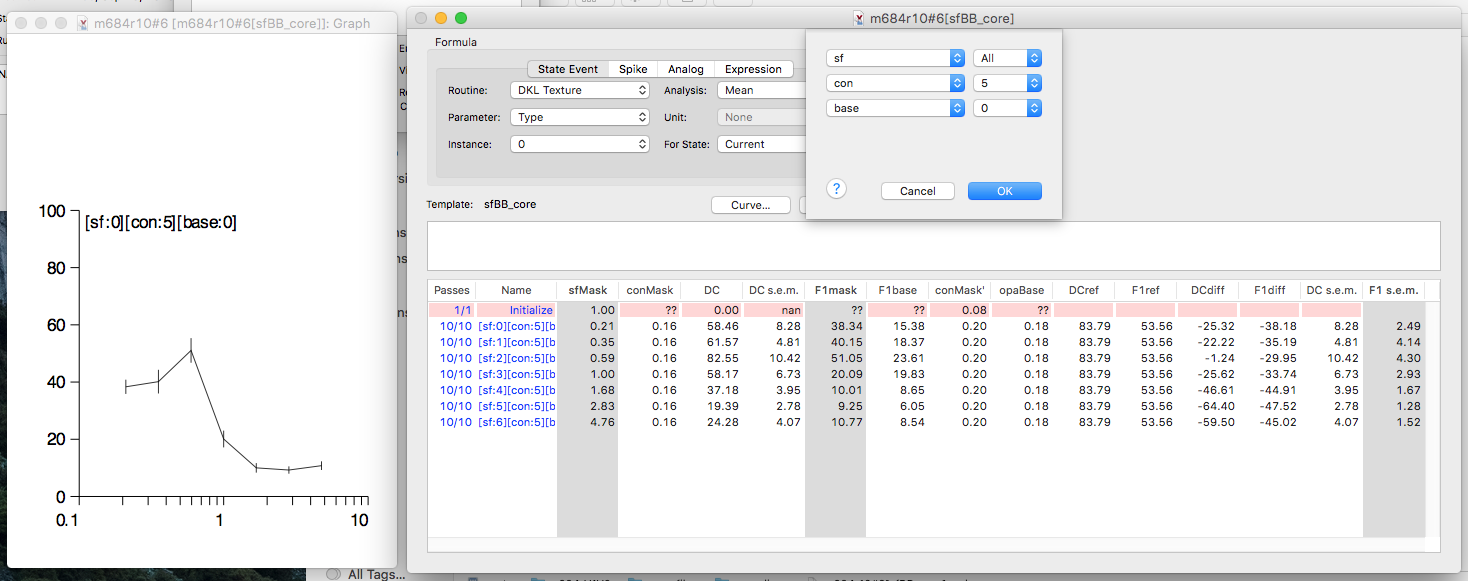 m684r10#6 [m684r10#6[sfBB_core]]: Graph
100
[sf:0][con:5][base:0]
80
60
40
20
0
0.1 1 10
m684r10#6[sfBB_core]
Formula
State Event Spike Analog Expression
Routine: DKL Texture Analysis: Mean
Parameter: Type Unit: None
Instance: 0 For State: Current
sf All
con 5
base 0
? Cancel OK
Template: sfBB_core Curve...
Passes Name sfMask conMask DC DC s.e.m. F1mask F1base conMask' opaBase DCref F1ref DCdiff F1diff DC s.e.m. F1 s.e.m.
1/1 Initialize 1.00 ?? 0.00 nan ?? ?? 0.08 ??
10/10 [sf:0][con:5][b 0.21 0.16 58.46 8.28 38.34 15.38 0.20 0.18 83.79 53.56 -25.32 -38.18 8.28 2.49
10/10 [sf:1][con:5][b 0.35 0.16 61.57 4.81 40.15 18.37 0.20 0.18 83.79 53.56 -22.22 -35.19 4.81 4.14
10/10 [sf:2][con:5][b 0.59 0.16 82.55 10.42 51.05 23.61 0.20 0.18 83.79 53.56 -1.24 -29.95 10.42 4.30
10/10 [sf:3][con:5][b 1.00 0.16 58.17 6.73 20.09 19.83 0.20 0.18 83.79 53.56 -25.62 -33.74 6.73 2.93
10/10 [sf:4][con:5][b 1.68 0.16 37.18 3.95 10.01 8.65 0.20 0.18 83.79 53.56 -46.61 -44.91 3.95 1.67
10/10 [sf:5][con:5][b 2.83 0.16 19.39 2.78 9.25 6.05 0.20 0.18 83.79 53.56 -64.40 -47.52 2.78 1.28
10/10 [sf:6][con:5][b 4.76 0.16 24.28 4.07 10.77 8.54 0.20 0.18 83.79 53.56 -59.50 -45.02 4.07 1.52
All Tags...